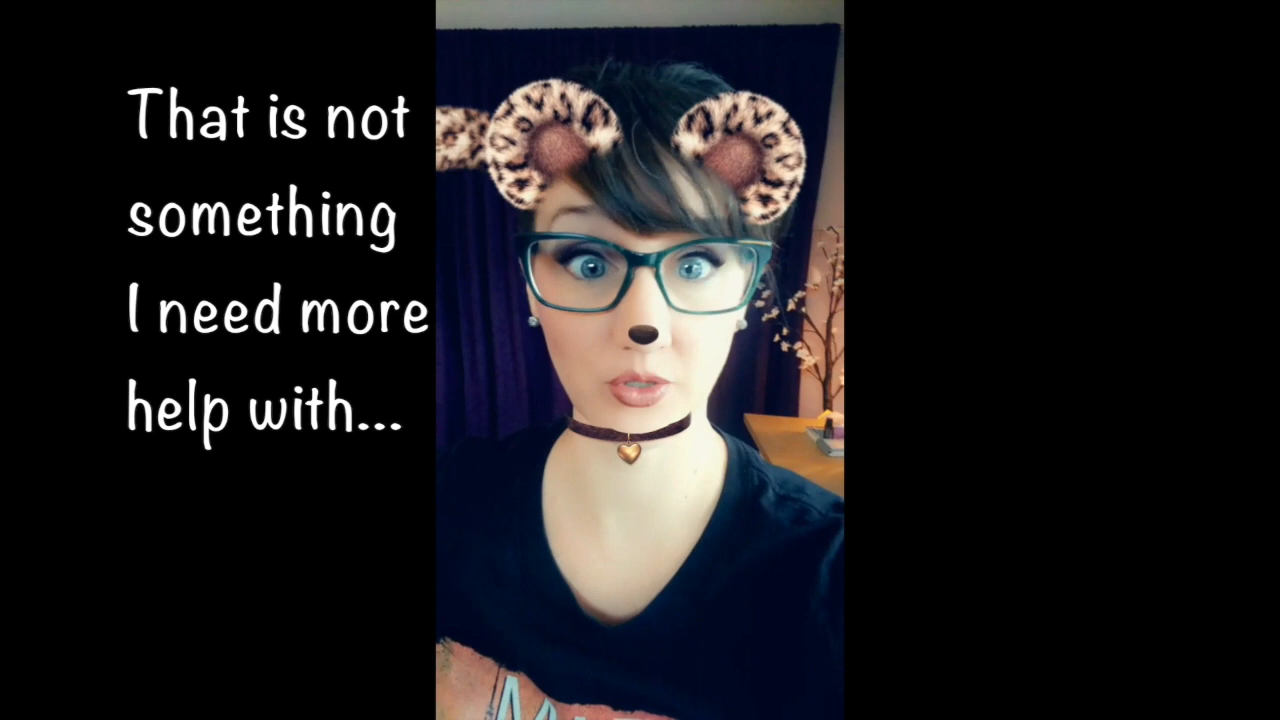 That is not
something
I need more
help with...